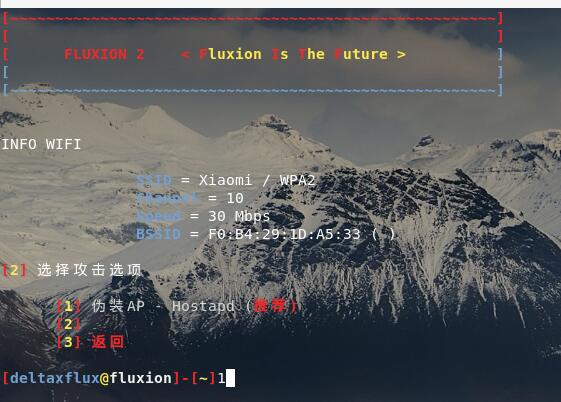 [~~~~~~~~~~~~~~~~~~~~~~~~~~~~~~~~~~~~~~~~~~~~~~~~~~~~~~]
[ ]
[ FLUXION 2 < Fluxion Is The Future > ]
[ ]
[~~~~~~~~~~~~~~~~~~~~~~~~~~~~~~~~~~~~~~~~~~~~~~~~~~~~~~]
INFO WIFI
SSID = Xiaomi / WPA2
Channel = 10
Speed = 30 Mbps
BSSID = F0:B4:29:1D:A5:33 ( )
[2] 选择攻击选项
[1] 伪装AP - Hostapd (推荐)
[2]
[3] 返回
[deltaxflux@fluxion]-[~]1